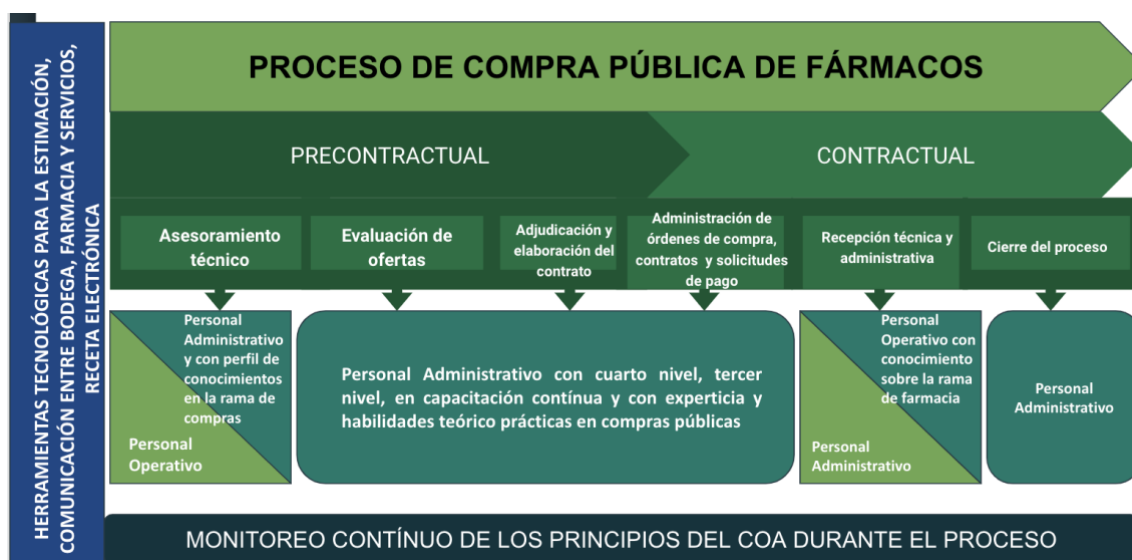 HERRAMIENTAS TECNOLÓGICAS PARA LA ESTIMACIÓN,
COMUNICACIÓN ENTRE BODEGA, FARMACIA Y SERVICIOS,
RECETA ELECTRÓNICA
PROCESO DE COMPRA PÚBLICA DE FÁRMACOS
PRECONTRACTUAL
CONTRACTUAL
Asesoramiento
técnico
Evaluación de
ofertas
Adjudicación y
elaboración del
contrato
Administración de
órdenes de compra,
contratos y solicitudes
de pago
Recepción técnica y
administrativa
Cierre del proceso
Personal
Administrativo
y con perfil de
conocimientos
en la rama de
compras
Personal
Operativo
Personal Administrativo con cuarto nivel, tercer
nivel, en capacitación contínua y con experticia y
habilidades teórico prácticas en compras públicas
Personal
Operativo con
conocimiento
sobre la rama
de farmacia
Personal
Administrativo
Personal
Administrativo
MONITOREO CONTÍNUO DE LOS PRINCIPIOS DEL COA DURANTE EL PROCESO